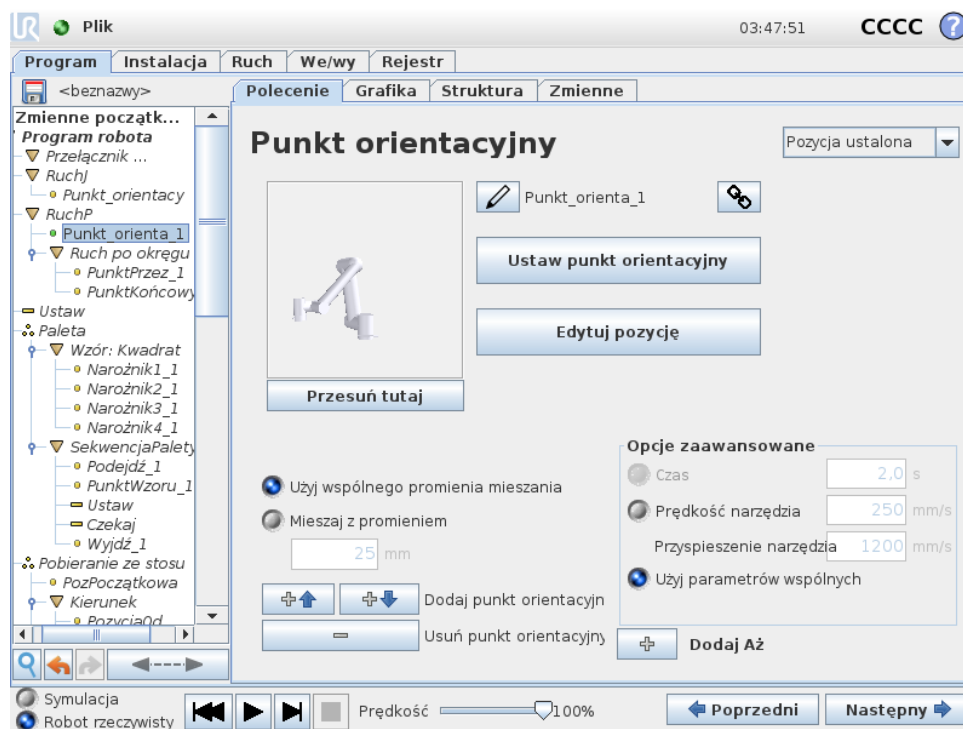 UR Plik 03:47:51 CCCC ?
Program Instalacja Ruch We/wy Rejestr
<beznazwy>
Polecenie Grafika Struktura Zmienne
Zmienne początk...
Program robota
Przełącznik ...
RuchJ
Punkt_orientacy
RuchP
Punkt_orienta_1
Ruch po okręgu
PunktPrzez_1
PunktKońcowy
Ustaw
Paleta
Wzór: Kwadrat
Narożnik1_1
Narożnik2_1
Narożnik3_1
Narożnik4_1
SekwencjaPalety
Podejdź_1
PunktWzoru_1
Ustaw
Czekaj
Wyjdź_1
Pobieranie ze stosu
PozPoczątkowa
Kierunek
PozycjaOd
Punkt orientacyjny
Pozycja ustalona
Punkt_orienta_1
Ustaw punkt orientacyjny
Edytuj pozycję
Przesuń tutaj
Użyj wspólnego promienia mieszania
Mieszaj z promieniem
25 mm
Dodaj punkt orientacyjn
Usuń punkt orientacyjny
Opcje zaawansowane
Czas 2,0 s
Prędkość narzędzia 250 mm/s
Przyspieszenie narzędzia 1200 mm/s
Użyj parametrów wspólnych
Dodaj Aż
Symulacja
Robot rzeczywisty
Prędkość 100%
Poprzedni
Następny